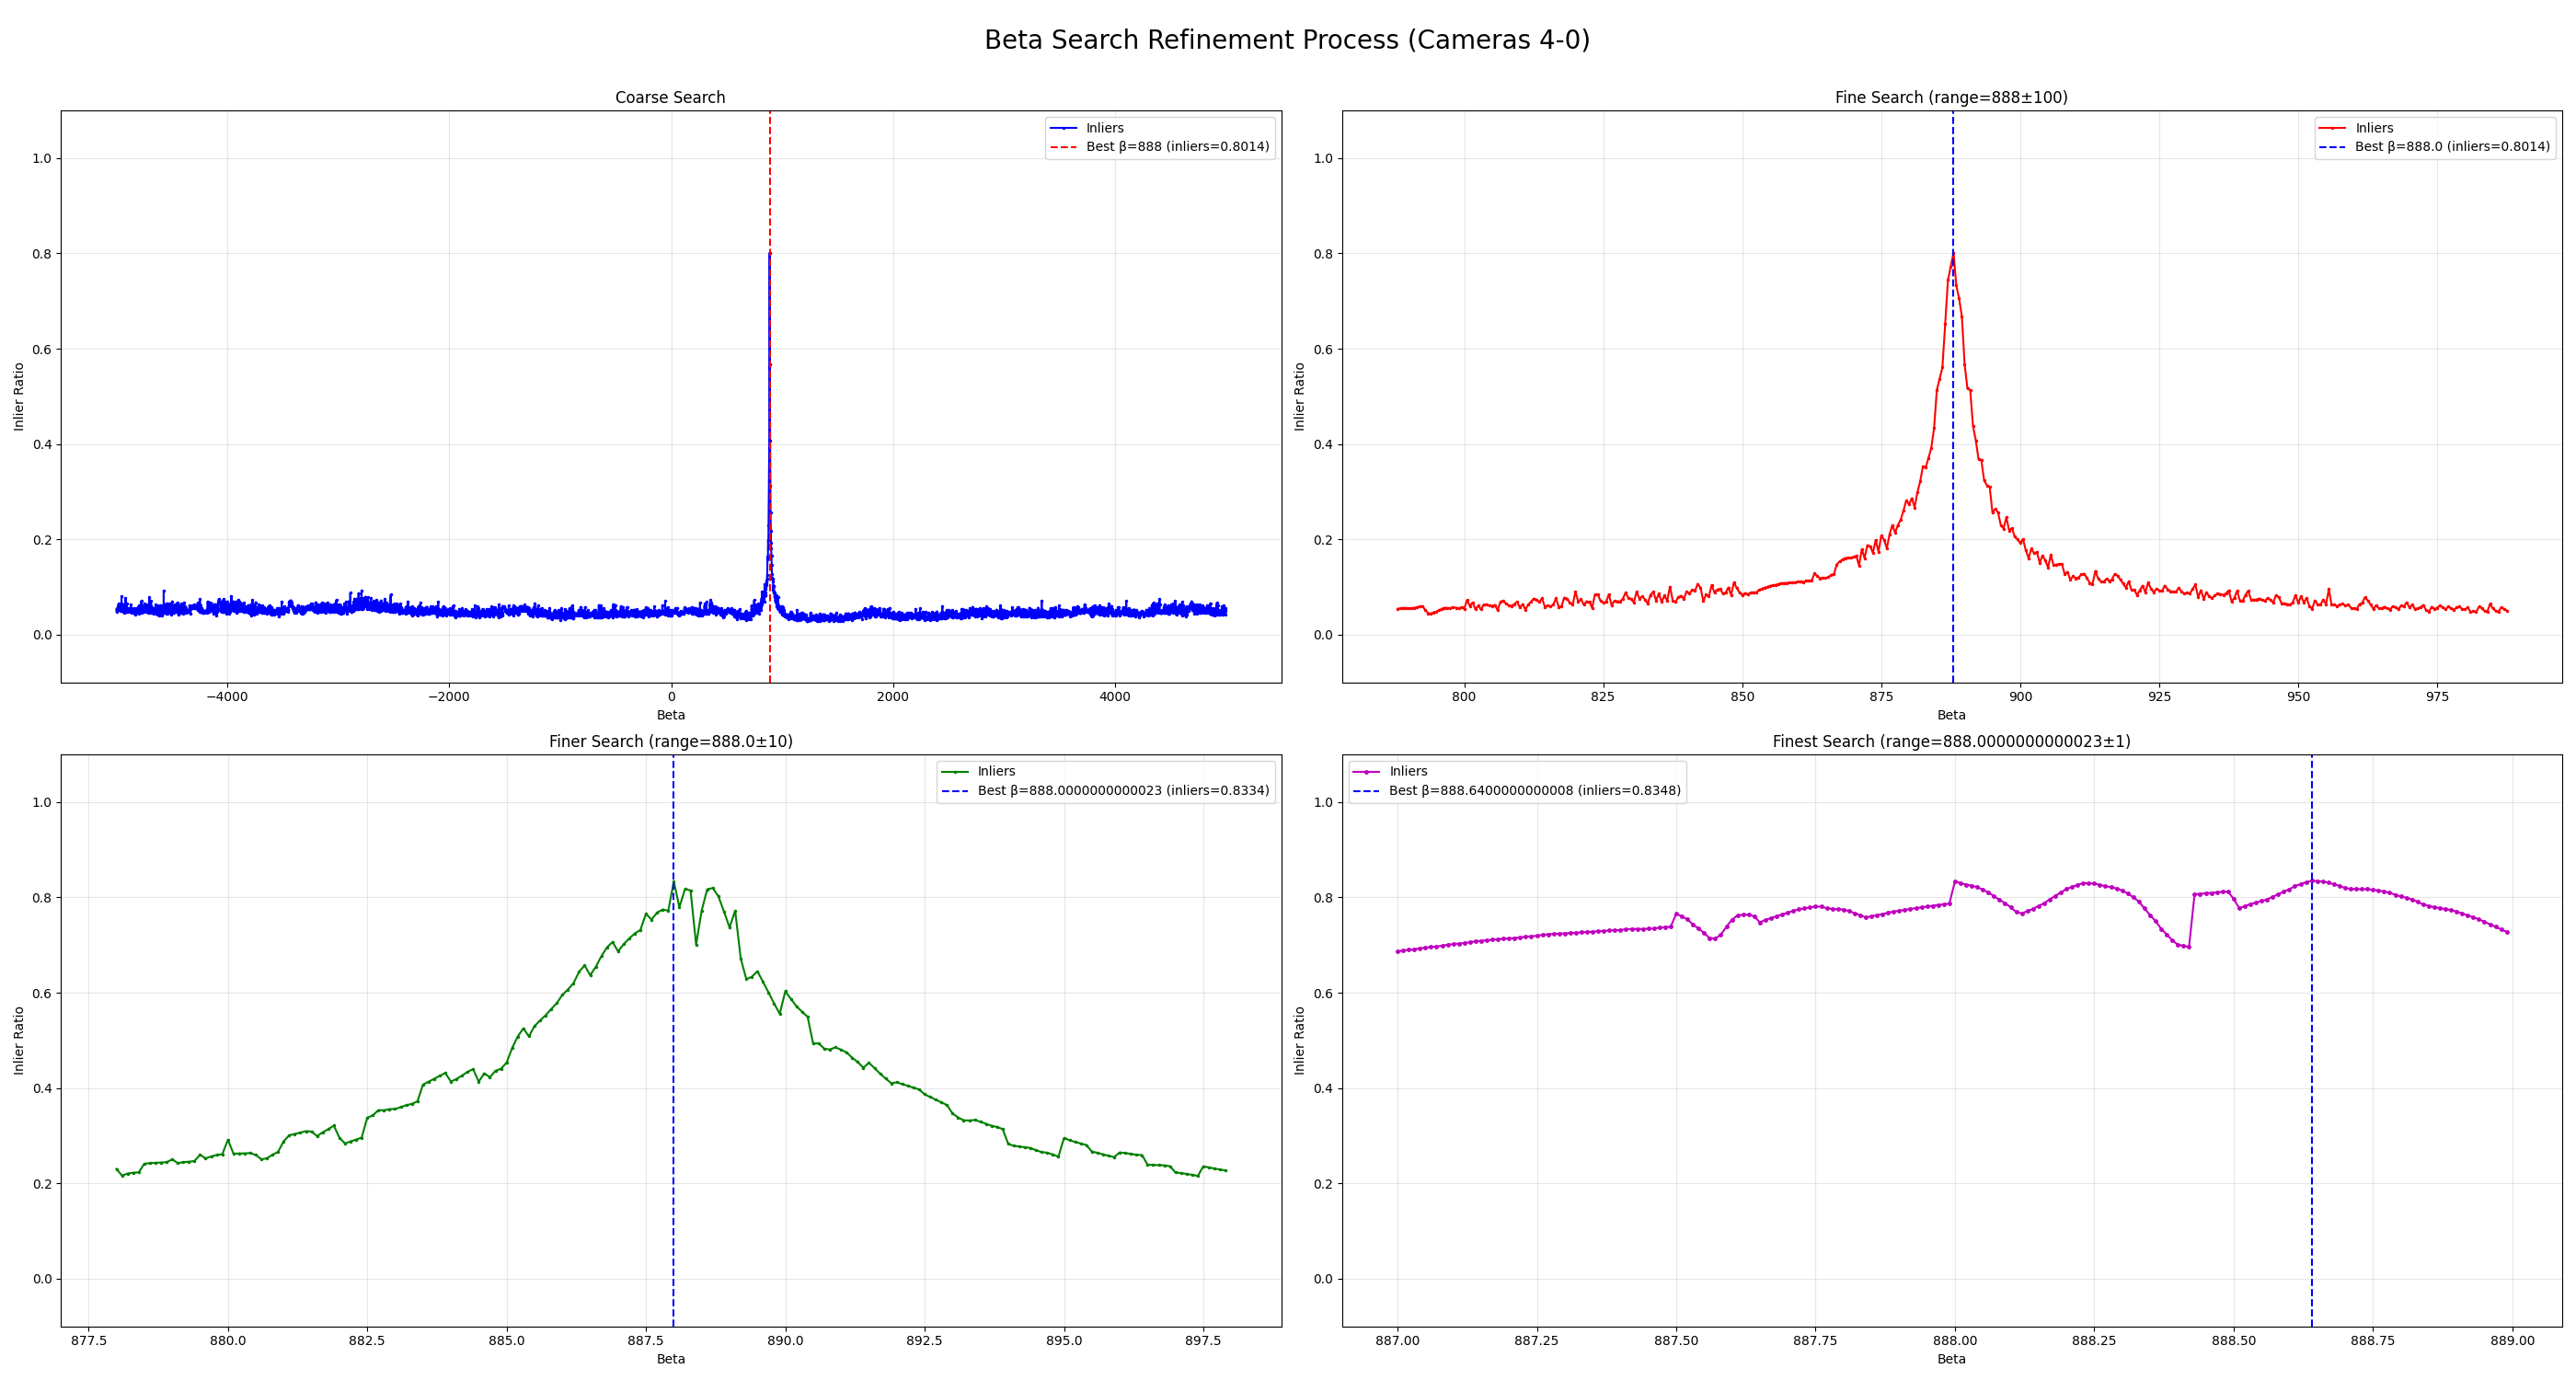 Beta Search Refinement Process (Cameras 4-0)
Coarse Search
Inliers
Best β=888 (inliers=0.8014)
1.0
0.8
0.6
0.4
0.2
0.0
Inlier Ratio
−4000 −2000 0 2000 4000
Beta
Fine Search (range=888±100)
Inliers
Best β=888.0 (inliers=0.8014)
1.0
0.8
0.6
0.4
0.2
0.0
Inlier Ratio
800 825 850 875 900 925 950 975
Beta
Finer Search (range=888.0±10)
Inliers
Best β=888.0000000000023 (inliers=0.8334)
1.0
0.8
0.6
0.4
0.2
0.0
Inlier Ratio
877.5 880.0 882.5 885.0 887.5 890.0 892.5 895.0 897.5
Beta
Finest Search (range=888.0000000000023±1)
Inliers
Best β=888.6400000000008 (inliers=0.8348)
1.0
0.8
0.6
0.4
0.2
0.0
Inlier Ratio
887.00 887.25 887.50 887.75 888.00 888.25 888.50 888.75 889.00
Beta